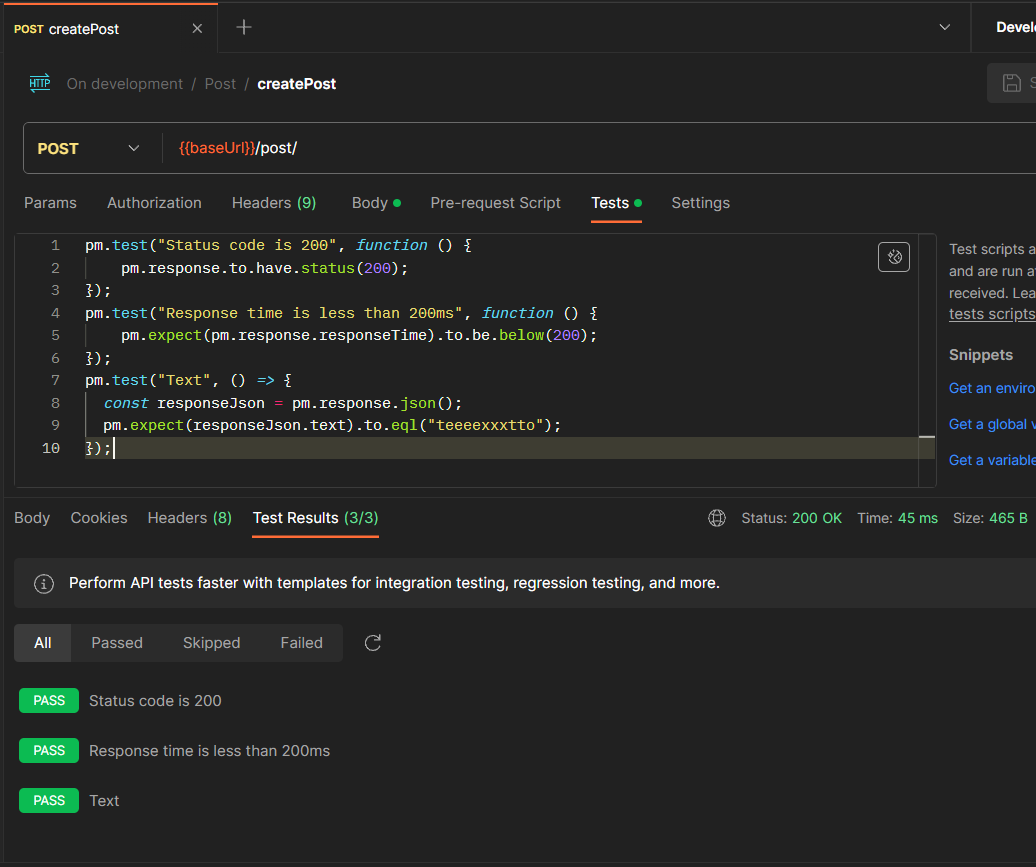 POST createPost
Devel
HTTP On development / Post / createPost
S
POST {{baseUrl}}/post/
Params Authorization Headers (9) Body Pre-request Script Tests Settings
1 pm.test("Status code is 200", function () {
2 pm.response.to.have.status(200);
3 });
4 pm.test("Response time is less than 200ms", function () {
5 pm.expect(pm.response.responseTime).to.be.below(200);
6 });
7 pm.test("Text", () => {
8 const responseJson = pm.response.json();
9 pm.expect(responseJson.text).to.eql("teeeexxxtto");
10 });
Test scripts a
and are run a
received. Lea
tests scripts
Snippets
Get an enviro
Get a global v
Get a variable
Body Cookies Headers (8) Test Results (3/3) Status: 200 OK Time: 45 ms Size: 465 B
Perform API tests faster with templates for integration testing, regression testing, and more.
All Passed Skipped Failed
PASS Status code is 200
PASS Response time is less than 200ms
PASS Text